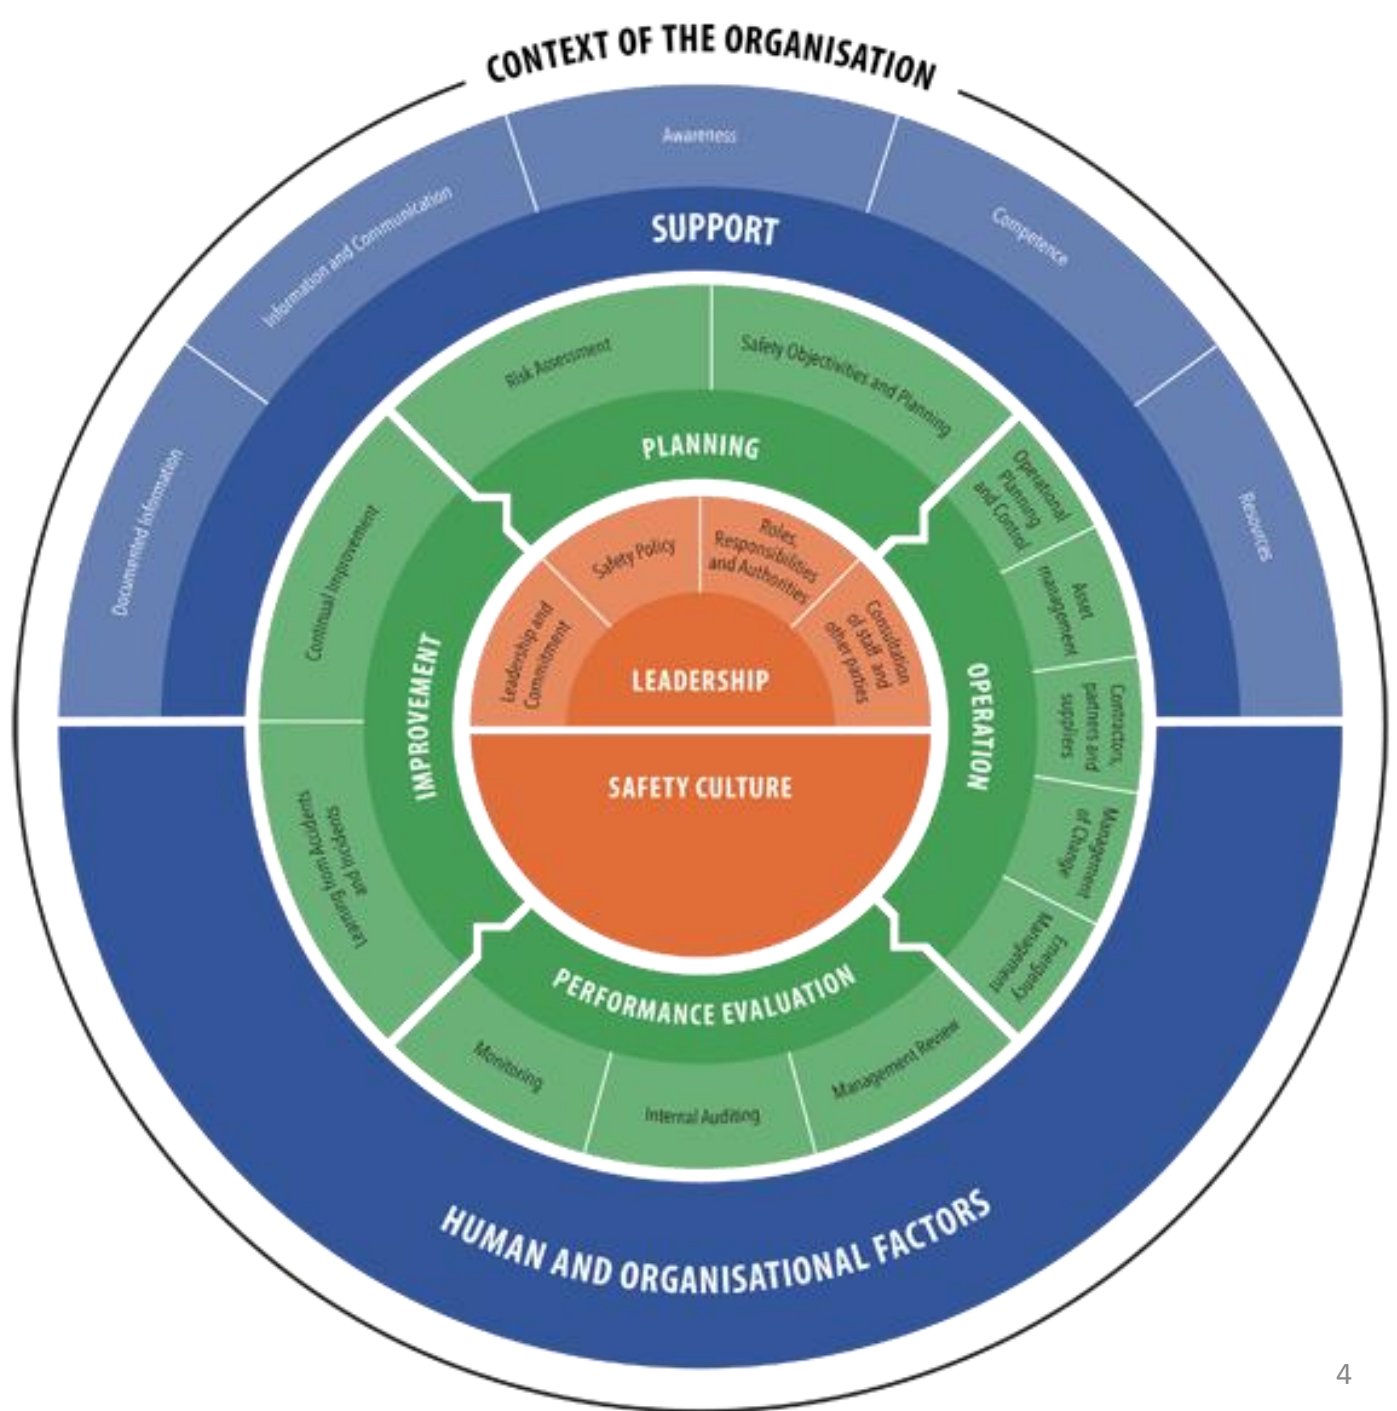 CONTEXT OF THE ORGANISATION
Awareness
Information and Communication
Competence
Documented Information
Resources
SUPPORT
Risk Assessment
Safety Objectivities and Planning
PLANNING
Operational
Planning
and Control
Asset
management
Contractors,
partners and
suppliers
Management
of Change
Emergency
Management
OPERATION
Continual Improvement
Learning from Accidents
and Incidents
IMPROVEMENT
Safety Policy
Roles,
Responsibilities
and Authorities
Leadership and
Commitment
Consultation
of staff and
other parties
LEADERSHIP
SAFETY CULTURE
PERFORMANCE EVALUATION
Monitoring
Internal Auditing
Management Review
HUMAN AND ORGANISATIONAL FACTORS
4